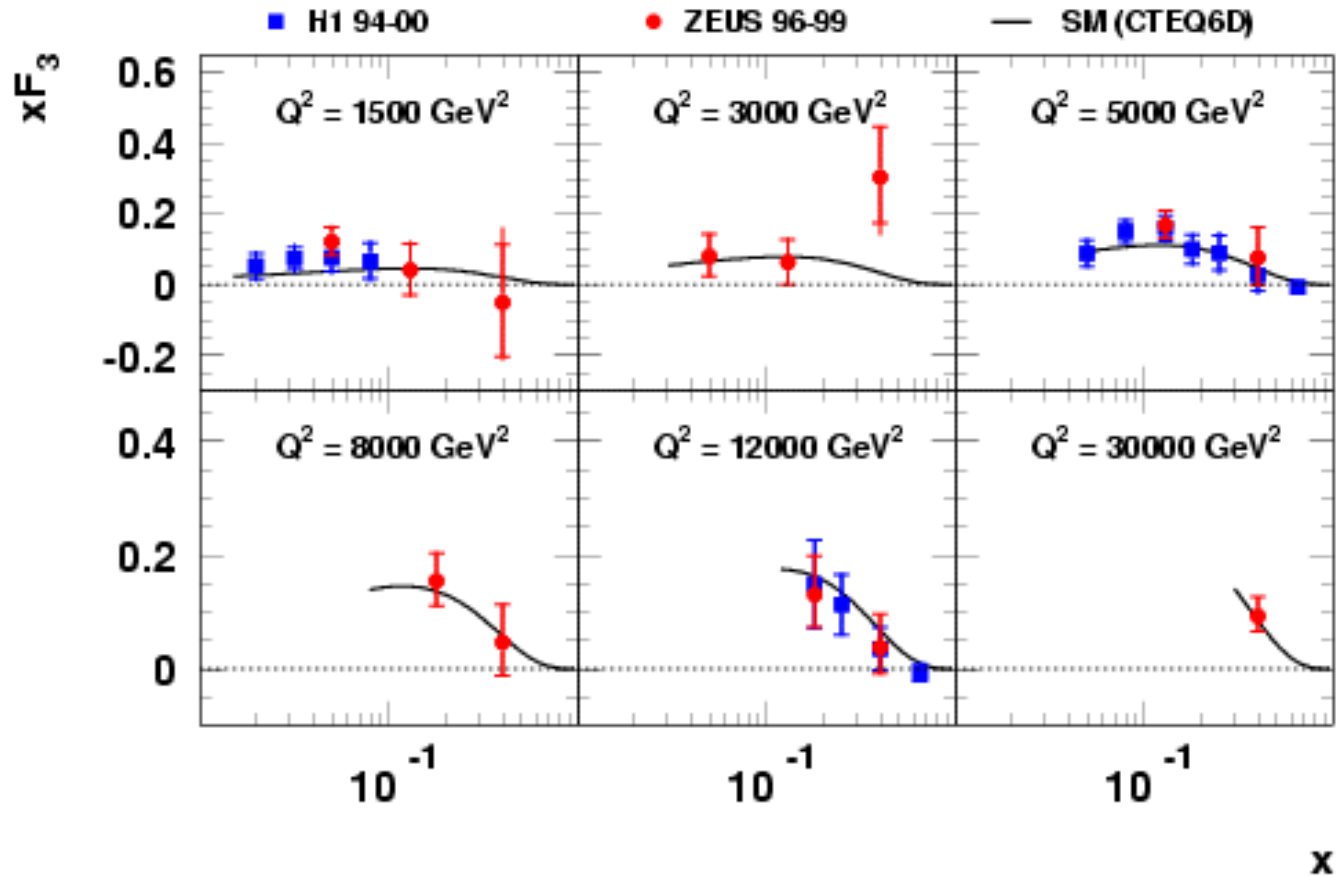 H1 94-00 ZEUS 96-99 SM (CTEQ6D)
xF₃
0.6
0.4
0.2
0
-0.2
Q² = 1500 GeV²
Q² = 3000 GeV²
Q² = 5000 GeV²
0.4
0.2
0
Q² = 8000 GeV²
Q² = 12000 GeV²
Q² = 30000 GeV²
10⁻¹ 10⁻¹ 10⁻¹
x